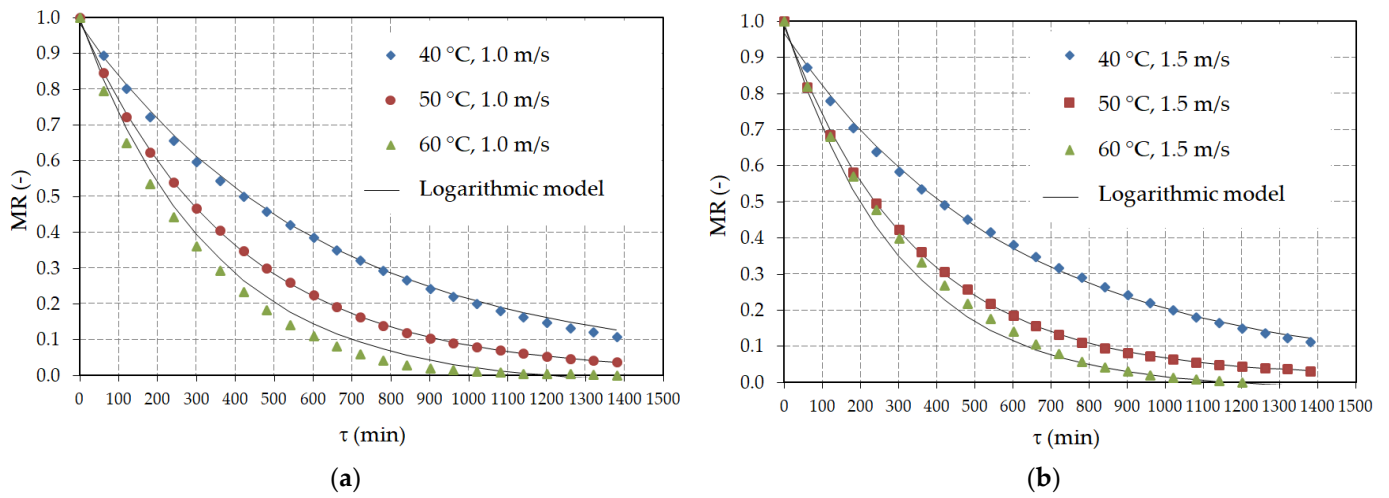 1.0
0.9
0.8
0.7
0.6
0.5
0.4
0.3
0.2
0.1
0.0
MR (-)
40 °C, 1.0 m/s
50 °C, 1.0 m/s
60 °C, 1.0 m/s
Logarithmic model
0 100 200 300 400 500 600 700 800 900 1000 1100 1200 1300 1400 1500
τ (min)
(a)
1.0
0.9
0.8
0.7
0.6
0.5
0.4
0.3
0.2
0.1
0.0
MR (-)
40 °C, 1.5 m/s
50 °C, 1.5 m/s
60 °C, 1.5 m/s
Logarithmic model
0 100 200 300 400 500 600 700 800 900 1000 1100 1200 1300 1400 1500
τ (min)
(b)